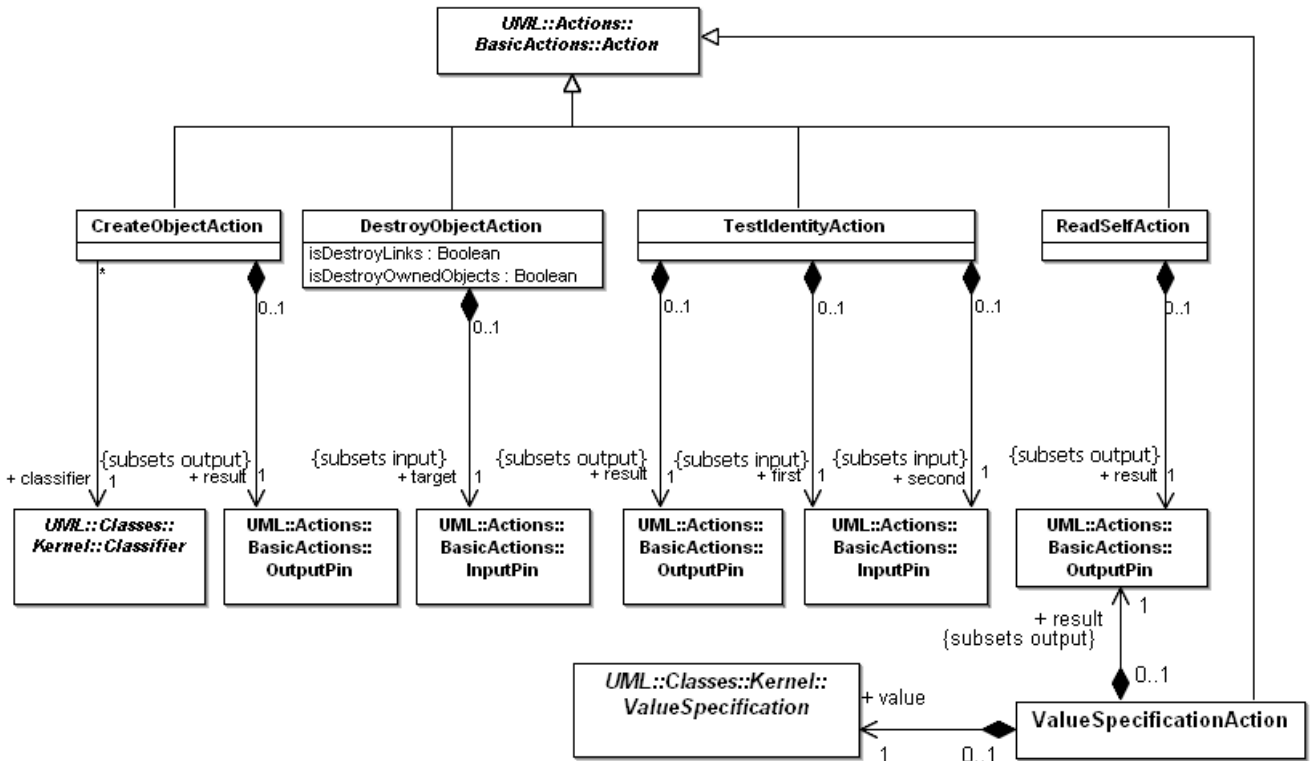 UML::Actions::
BasicActions::Action
CreateObjectAction
DestroyObjectAction
isDestroyLinks : Boolean
isDestroyOwnedObjects : Boolean
TestIdentityAction
ReadSelfAction
*
0..1
0..1
0..1
0..1
0..1
0..1
+ classifier
1
{subsets output}
+ result
1
{subsets input}
+ target
1
{subsets output}
+ result
1
{subsets input}
+ first
1
{subsets input}
+ second
1
{subsets output}
+ result
1
UML::Classes::
Kernel::Classifier
UML::Actions::
BasicActions::
OutputPin
UML::Actions::
BasicActions::
InputPin
UML::Actions::
BasicActions::
OutputPin
UML::Actions::
BasicActions::
InputPin
UML::Actions::
BasicActions::
OutputPin
+ result
1
{subsets output}
0..1
UML::Classes::Kernel::
ValueSpecification
+ value
1
0..1
ValueSpecificationAction